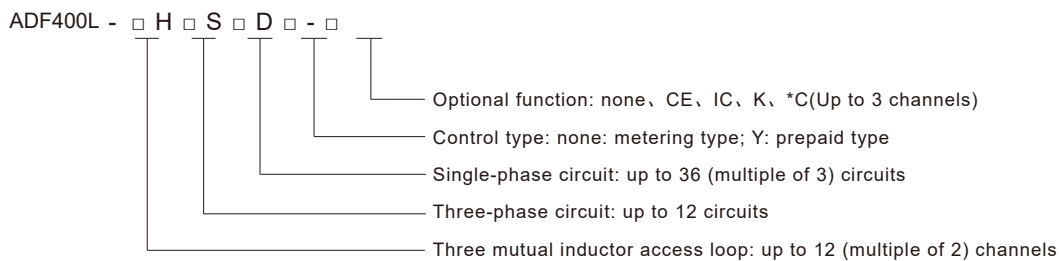 ADF400L - □ H □ S □ D □ - □
Optional function: none、CE、IC、K、*C(Up to 3 channels)
Control type: none: metering type; Y: prepaid type
Single-phase circuit: up to 36 (multiple of 3) circuits
Three-phase circuit: up to 12 circuits
Three mutual inductor access loop: up to 12 (multiple of 2) channels